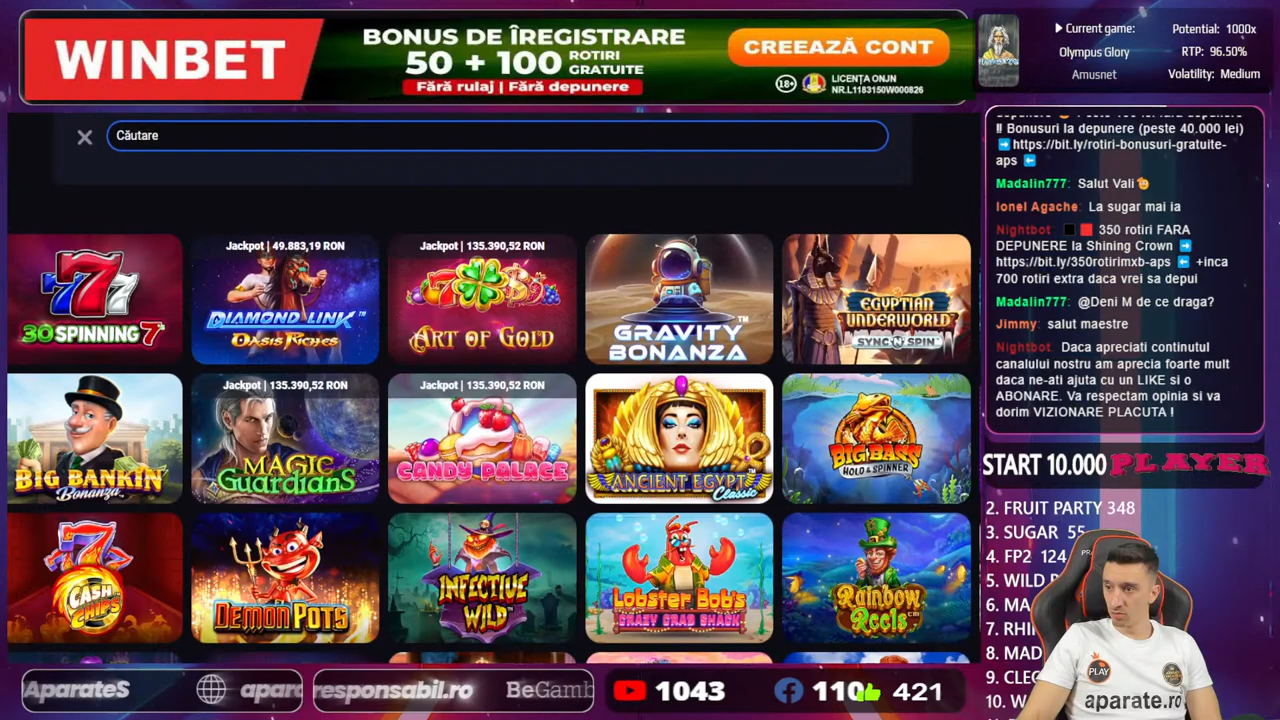 WINBET
BONUS DE ÎREGISTRARE
50 + 100 ROTIRI GRATUITE
Fără rulaj | Fără depunere
CREEAZĂ CONT
18+
LICENȚA ONJN
NR.L1183150W000826
Current game:
Olympus Glory
Amusnet
Potential: 1000x
RTP: 96.50%
Volatility: Medium
Căutare
30 SPINNING 7's
Jackpot | 49.883,19 RON
DIAMOND LINK™
OASIS RICHES
Jackpot | 135.390,52 RON
ART OF GOLD
GRAVITY™
BONANZA
EGYPTIAN
UNDERWORLD
SYNC N SPIN™
BIG BANKIN
Bonanza™
Jackpot | 135.390,52 RON
MAGIC
GUARDIANS
Jackpot | 135.390,52 RON
CANDY PALACE
ANCIENT EGYPT™
Classic
BIG BASS
HOLD & SPINNER
CASH
CHIPS
DEMON POTS
INFECTIVE
WILD™
Lobster Bob's
CRAZY CRAB SHACK
Rainbow
Reels
!! Bonusuri la depunere (peste 40.000 lei)
https://bit.ly/rotiri-bonusuri-gratuite-
aps
Madalin777: Salut Vali
Ionel Agache: La sugar mai ia
Nightbot: 350 rotiri FARA
DEPUNERE la Shining Crown
https://bit.ly/350rotirimxb-aps +inca
700 rotiri extra daca vrei sa depui
Madalin777: @Deni M de ce draga?
Jimmy: salut maestre
Nightbot: Daca apreciati continutul
canalului nostru am aprecia foarte mult
daca ne-ati ajuta cu un LIKE si o
ABONARE. Va respectam opinia si va
dorim VIZIONARE PLACUTA !
START 10.000 PLAYER
2. FRUIT PARTY 348
3. SUGAR 55
4. FP2 124
5. WILD
6. MA
7. RHI
8. MAD
9. CLEO
10. W
PLAY
aparate.ro
AparateS
apara
responsabil.ro
BeGamb
1043
110
421